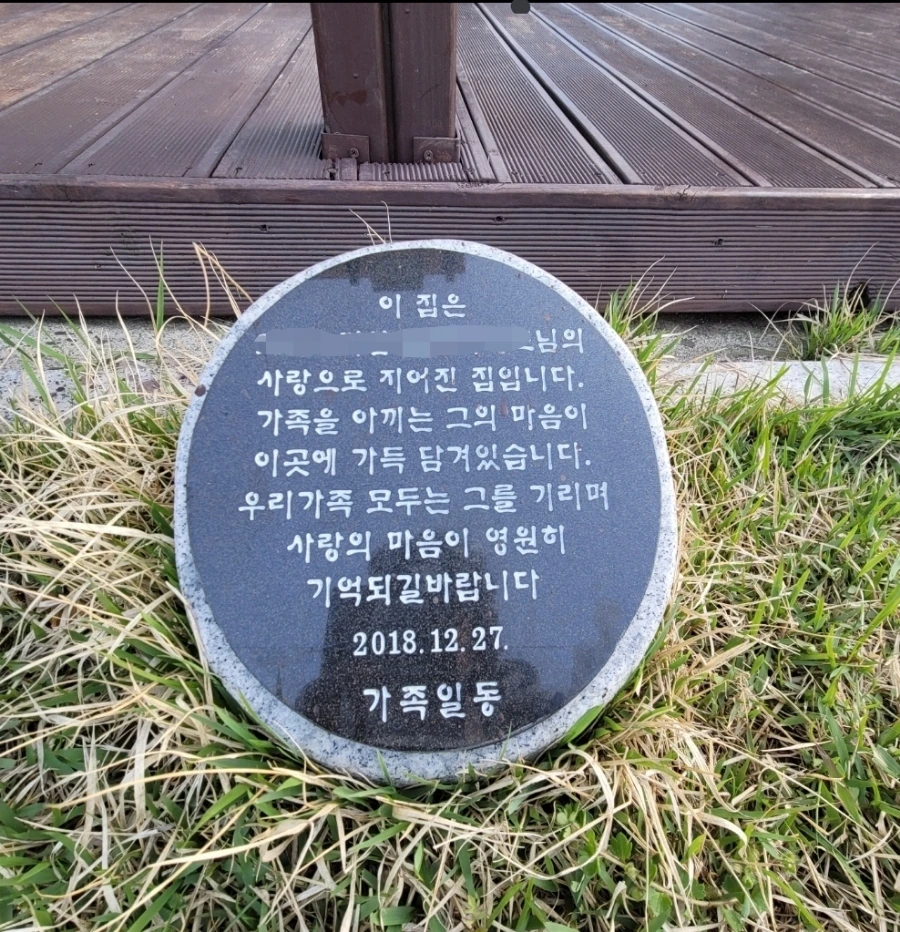 이 집은
님의
사랑으로 지어진 집입니다.
가족을 아끼는 그의 마음이
이곳에 가득 담겨있습니다.
우리가족 모두는 그를 기리며
사랑의 마음이 영원히
기억되길바랍니다
2018.12.27.
가족일동